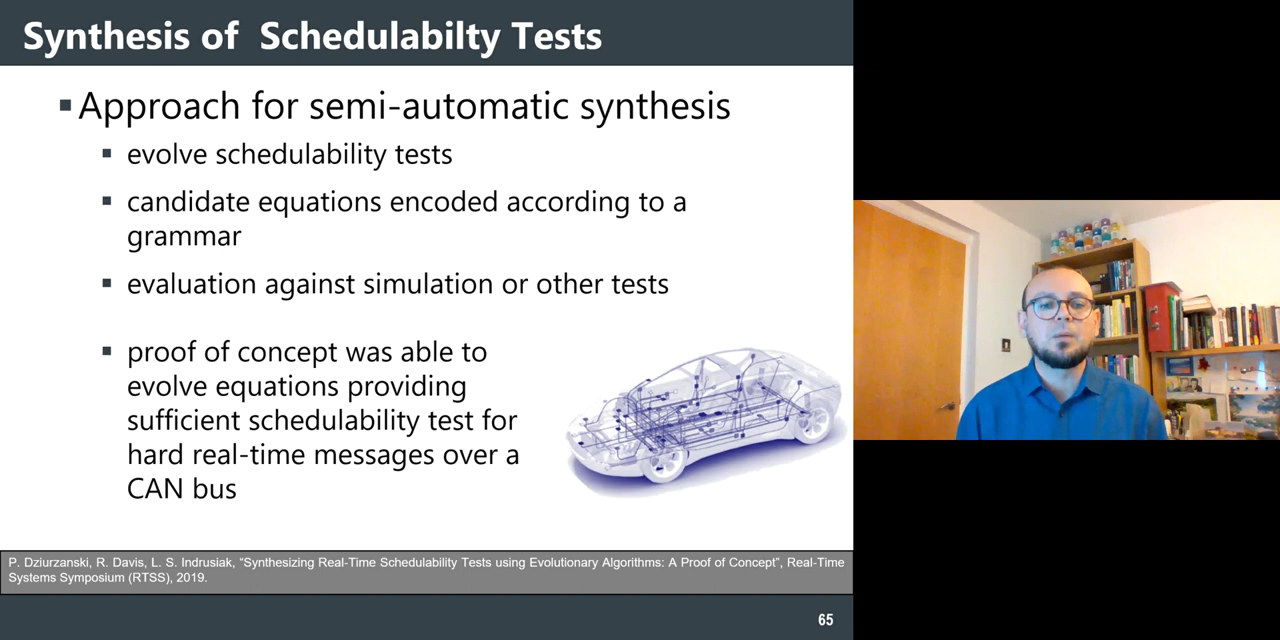 Synthesis of  Schedulabilty Tests
▪ Approach for semi-automatic synthesis
▪ evolve schedulability tests
▪ candidate equations encoded according to a
grammar
▪ evaluation against simulation or other tests
▪ proof of concept was able to
evolve equations providing
sufficient schedulability test for
hard real-time messages over a
CAN bus
P. Dziurzanski, R. Davis, L. S. Indrusiak, “Synthesizing Real-Time Schedulability Tests using Evolutionary Algorithms: A Proof of Concept”, Real-Time
Systems Symposium (RTSS), 2019.
65